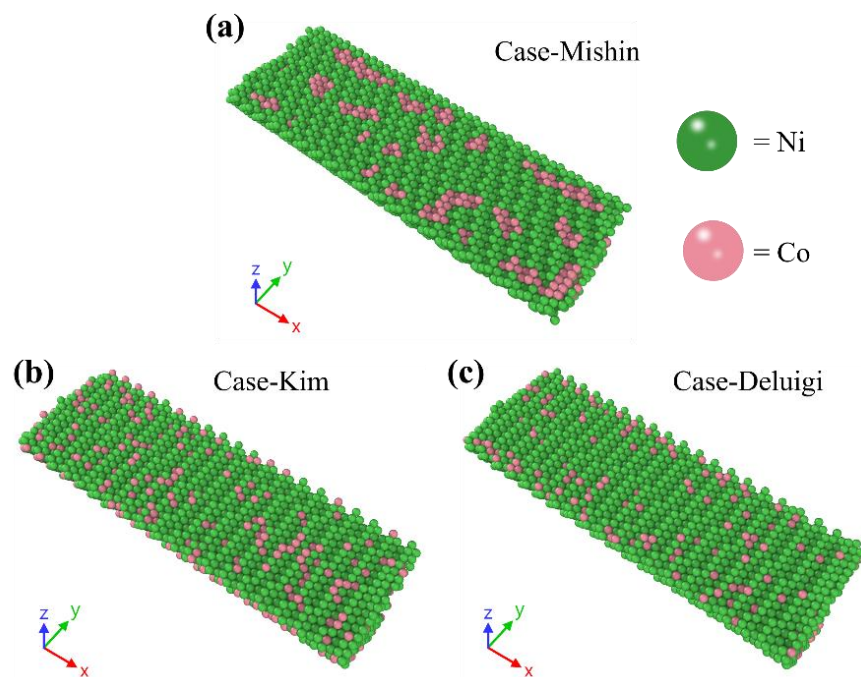 (a)
Case-Mishin
= Ni
= Co
z
y
x
(b)
Case-Kim
z
y
x
(c)
Case-Deluigi
z
y
x